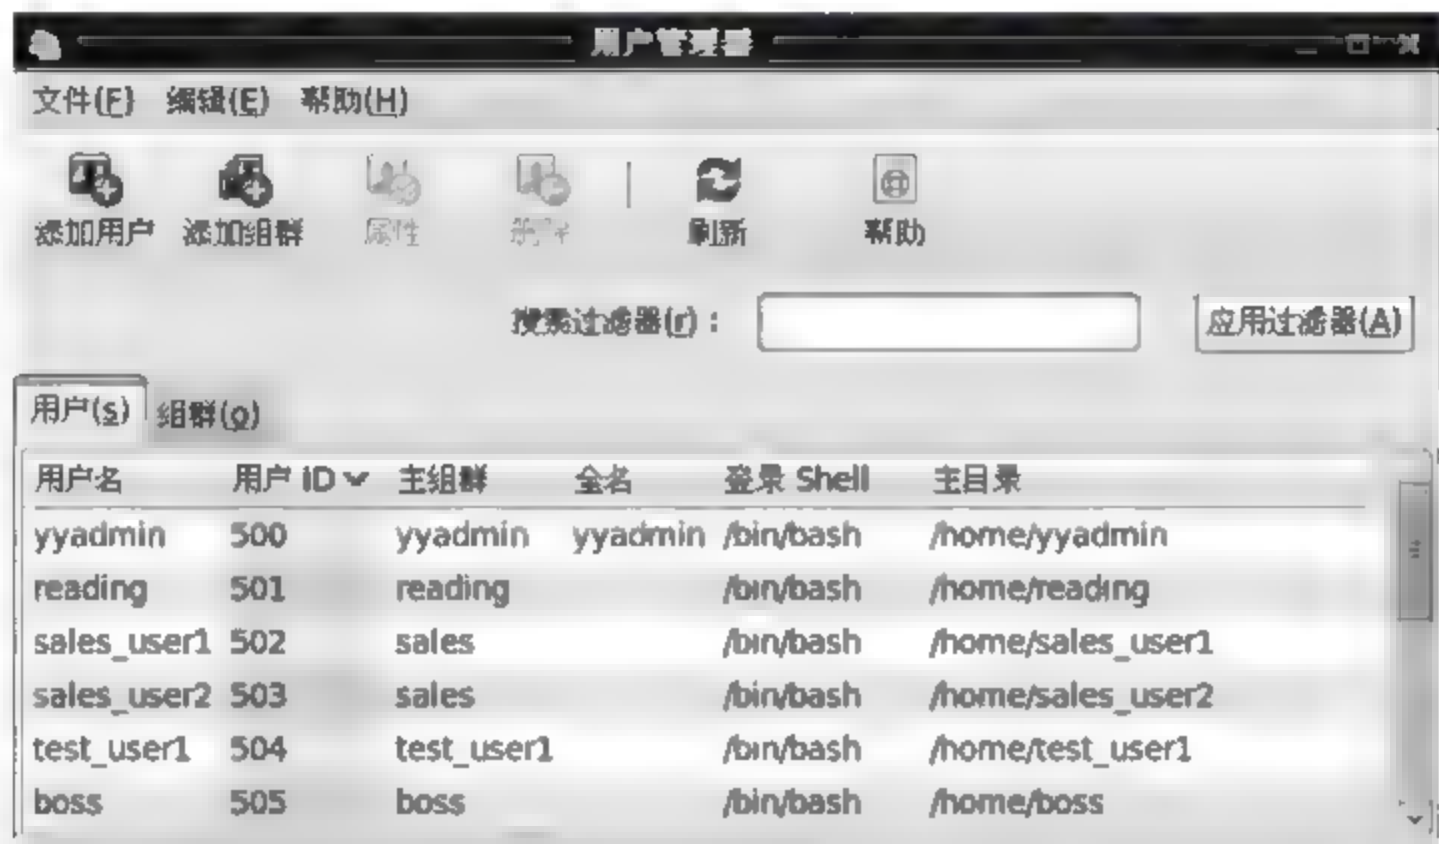 用户管理器
文件(F) 编辑(E) 帮助(H)
添加用户 添加组群 属性 删除 刷新 帮助
搜索过滤器(r)： 应用过滤器(A)
用户(s) 组群(o)
用户名 用户 ID 主组群 全名 登录 Shell 主目录
yyadmin 500 yyadmin yyadmin /bin/bash /home/yyadmin
reading 501 reading /bin/bash /home/reading
sales_user1 502 sales /bin/bash /home/sales_user1
sales_user2 503 sales /bin/bash /home/sales_user2
test_user1 504 test_user1 /bin/bash /home/test_user1
boss 505 boss /bin/bash /home/boss